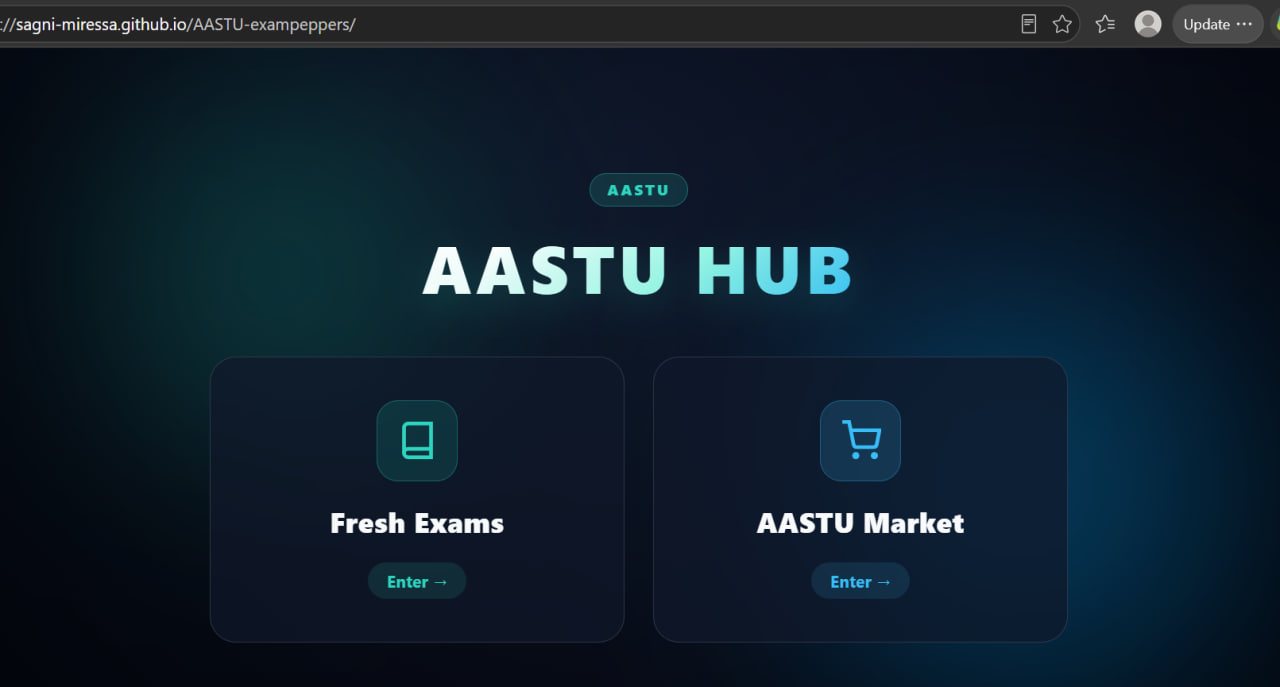 ://sagni-miressa.github.io/AASTU-exampeppers/
Update
AASTU
AASTU HUB
Fresh Exams
AASTU Market
Enter →
Enter →